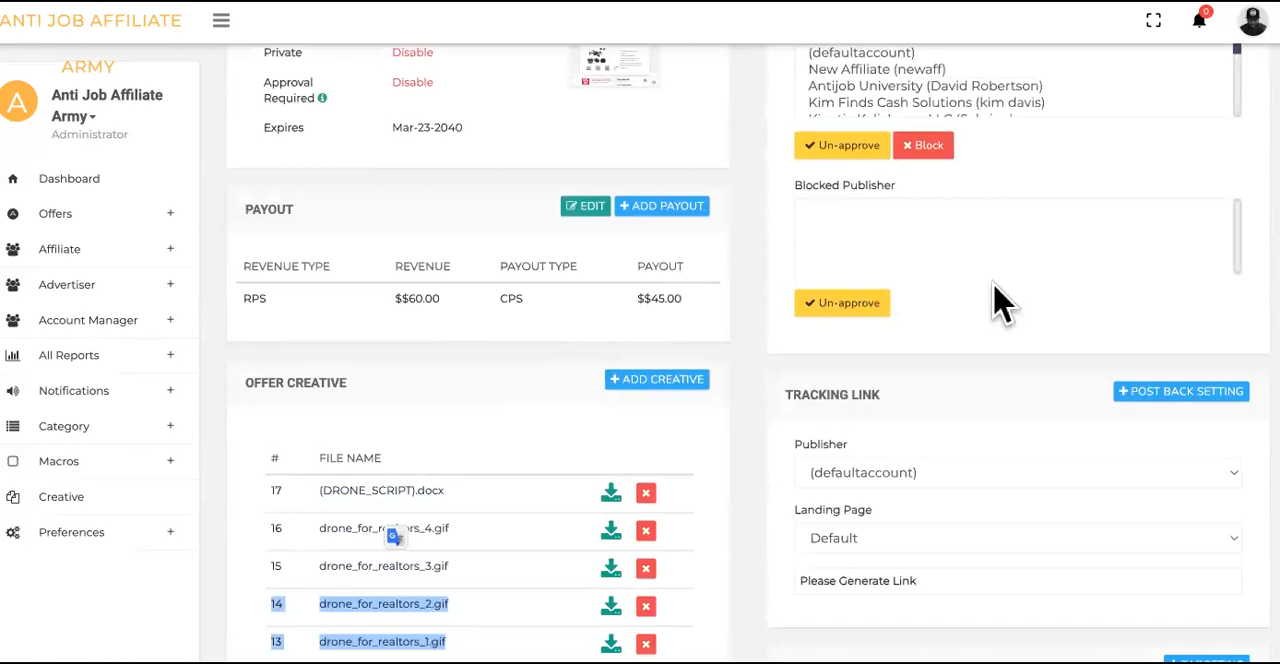 ANTI JOB AFFILIATE
0
ARMY
A
Anti Job Affiliate
Army
Administrator
Dashboard
Offers +
Affiliate +
Advertiser +
Account Manager +
All Reports +
Notifications +
Category +
Macros +
Creative
Preferences +
Private Disable
Approval
Required Disable
Expires Mar-23-2040
PAYOUT
EDIT
+ ADD PAYOUT
REVENUE TYPE REVENUE PAYOUT TYPE PAYOUT
RPS $$60.00 CPS $$45.00
OFFER CREATIVE
+ ADD CREATIVE
# FILE NAME
17 (DRONE_SCRIPT).docx
16 drone_for_realtors_4.gif
15 drone_for_realtors_3.gif
14 drone_for_realtors_2.gif
13 drone_for_realtors_1.gif
(defaultaccount)
New Affiliate (newaff)
Antijob University (David Robertson)
Kim Finds Cash Solutions (kim davis)
Un-approve
Block
Blocked Publisher
Un-approve
TRACKING LINK
+ POST BACK SETTING
Publisher
(defaultaccount)
Landing Page
Default
Please Generate Link